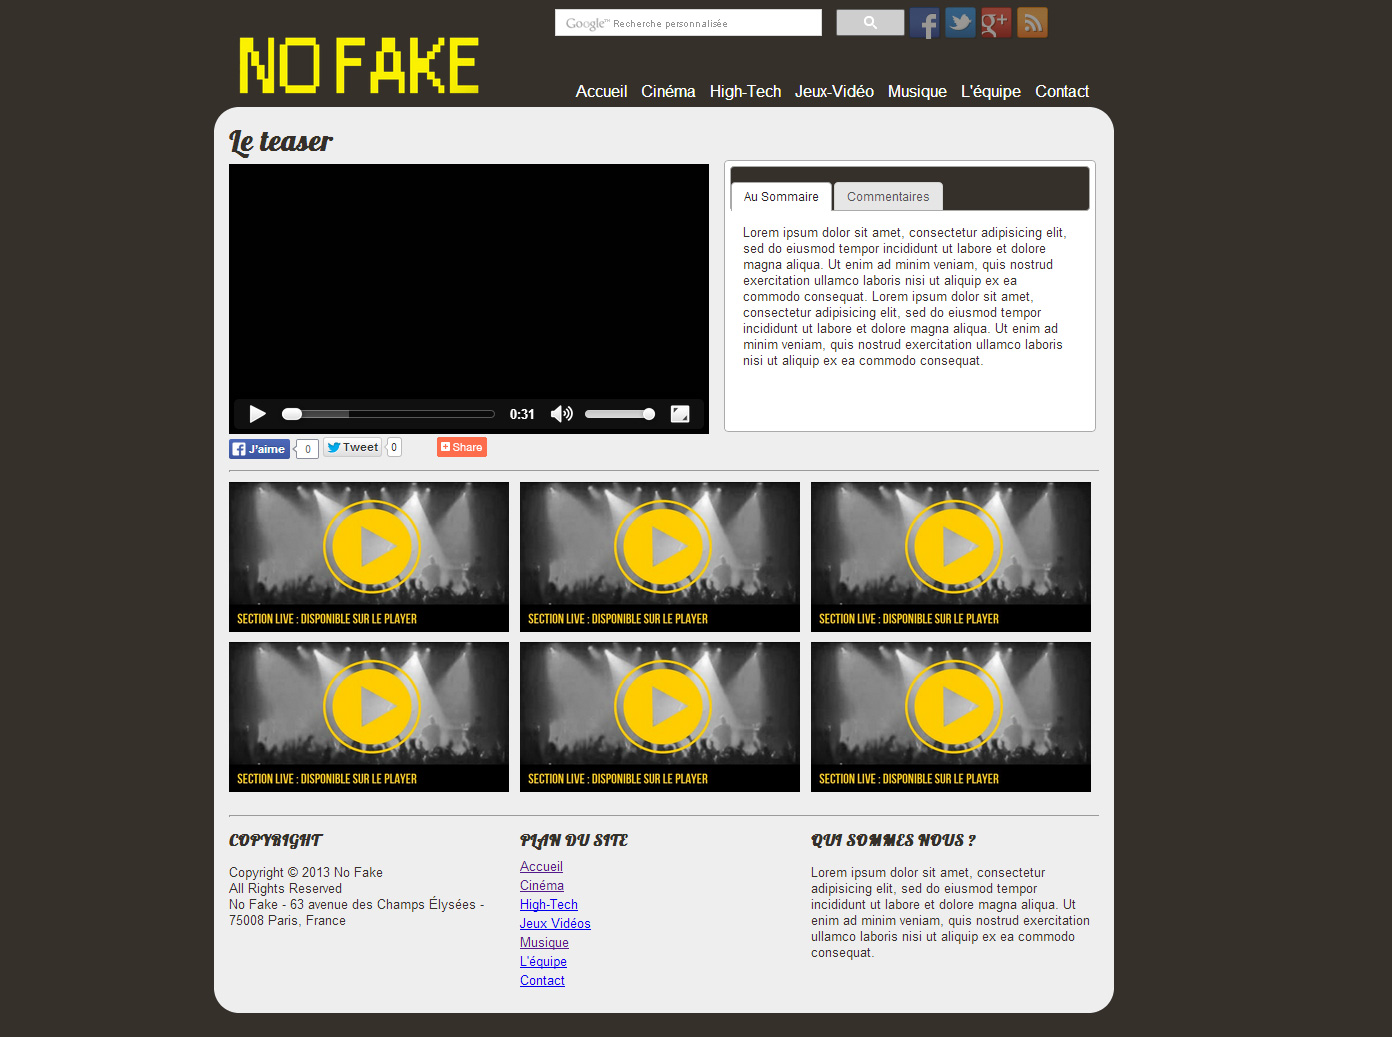 Google™ Recherche personnalisée
NO FAKE
Accueil Cinéma High-Tech Jeux-Vidéo Musique L'équipe Contact
Le teaser
Au Sommaire Commentaires
Lorem ipsum dolor sit amet, consectetur adipisicing elit,
sed do eiusmod tempor incididunt ut labore et dolore
magna aliqua. Ut enim ad minim veniam, quis nostrud
exercitation ullamco laboris nisi ut aliquip ex ea
commodo consequat. Lorem ipsum dolor sit amet,
consectetur adipisicing elit, sed do eiusmod tempor
incididunt ut labore et dolore magna aliqua. Ut enim ad
minim veniam, quis nostrud exercitation ullamco laboris
nisi ut aliquip ex ea commodo consequat.
0:31
J'aime 0 Tweet 0 Share
SECTION LIVE : DISPONIBLE SUR LE PLAYER
SECTION LIVE : DISPONIBLE SUR LE PLAYER
SECTION LIVE : DISPONIBLE SUR LE PLAYER
SECTION LIVE : DISPONIBLE SUR LE PLAYER
SECTION LIVE : DISPONIBLE SUR LE PLAYER
SECTION LIVE : DISPONIBLE SUR LE PLAYER
COPYRIGHT
Copyright © 2013 No Fake
All Rights Reserved
No Fake - 63 avenue des Champs Élysées -
75008 Paris, France
PLAN DU SITE
Accueil
Cinéma
High-Tech
Jeux Vidéos
Musique
L'équipe
Contact
QUI SOMMES NOUS ?
Lorem ipsum dolor sit amet, consectetur
adipisicing elit, sed do eiusmod tempor
incididunt ut labore et dolore magna aliqua. Ut
enim ad minim veniam, quis nostrud exercitation
ullamco laboris nisi ut aliquip ex ea commodo
consequat.